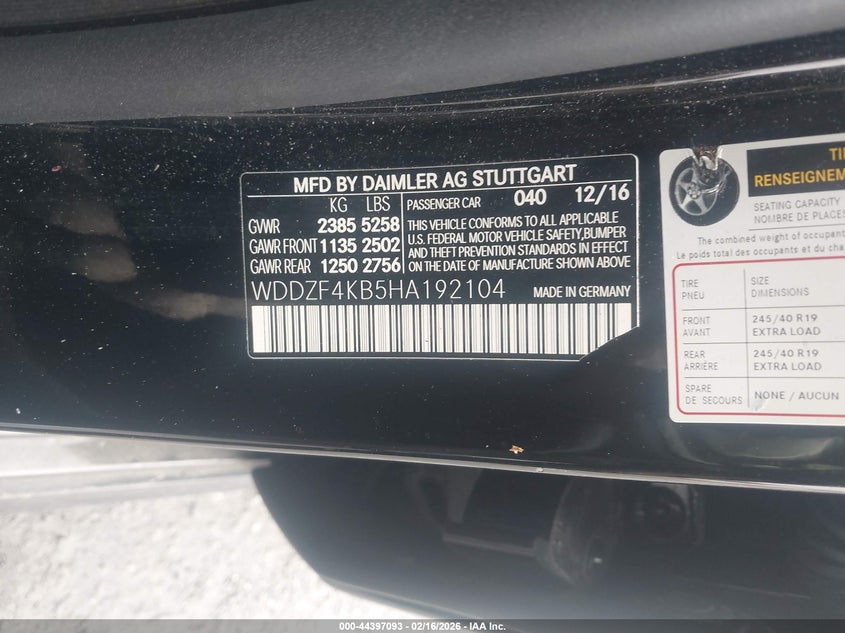 MFD BY DAIMLER AG STUTTGART
KG LBS
GVWR 2385 5258
GAWR FRONT 1135 2502
GAWR REAR 1250 2756
PASSENGER CAR 040 12/16
THIS VEHICLE CONFORMS TO ALL APPLICABLE
U.S. FEDERAL MOTOR VEHICLE SAFETY,BUMPER
AND THEFT PREVENTION STANDARDS IN EFFECT
ON THE DATE OF MANUFACTURE SHOWN ABOVE
WDDZF4KB5HA192104 MADE IN GERMANY
RENSEIGNEM
SEATING CAPACITY
NOMBRE DE PLACE
The combined weight of occupants
Le poids total des occupants et du cha
TIRE SIZE
PNEU DIMENSIONS
FRONT 245/40 R19
AVANT EXTRA LOAD
REAR 245/40 R19
ARRIÈRE EXTRA LOAD
SPARE NONE / AUCUN
DE SECOURS
000-44397093 - 02/16/2026 - IAA Inc.